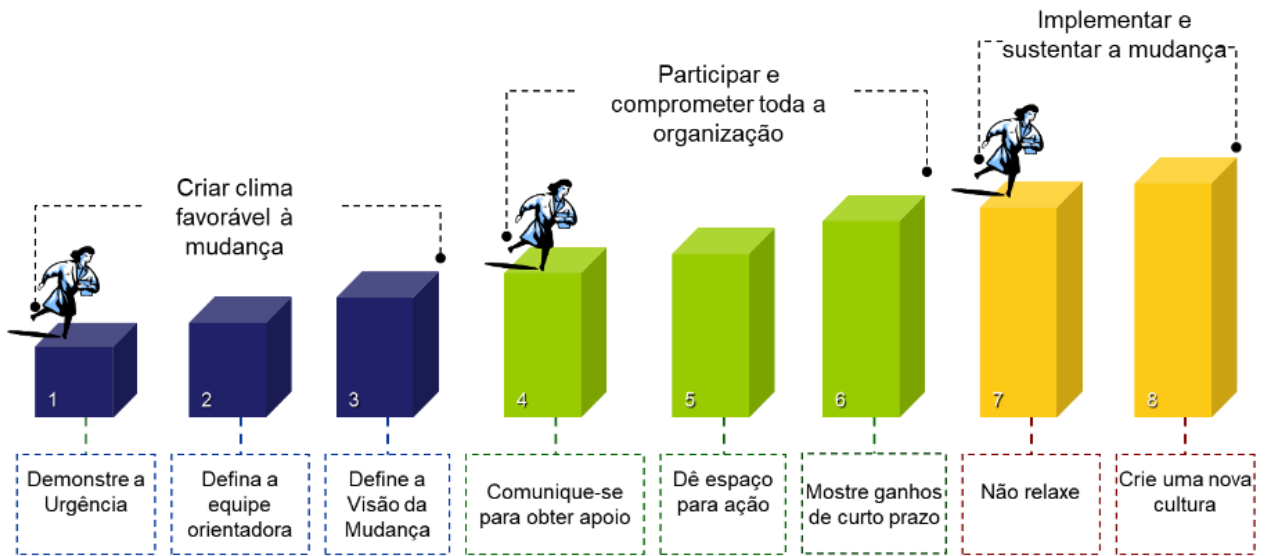 Criar clima
favorável à
mudança
Participar e
comprometer toda a
organização
Implementar e
sustentar a mudança
1
2
3
4
5
6
7
8
Demonstre a
Urgência
Defina a
equipe
orientadora
Define a
Visão da
Mudança
Comunique-se
para obter apoio
Dê espaço
para ação
Mostre ganhos
de curto prazo
Não relaxe
Crie uma nova
cultura